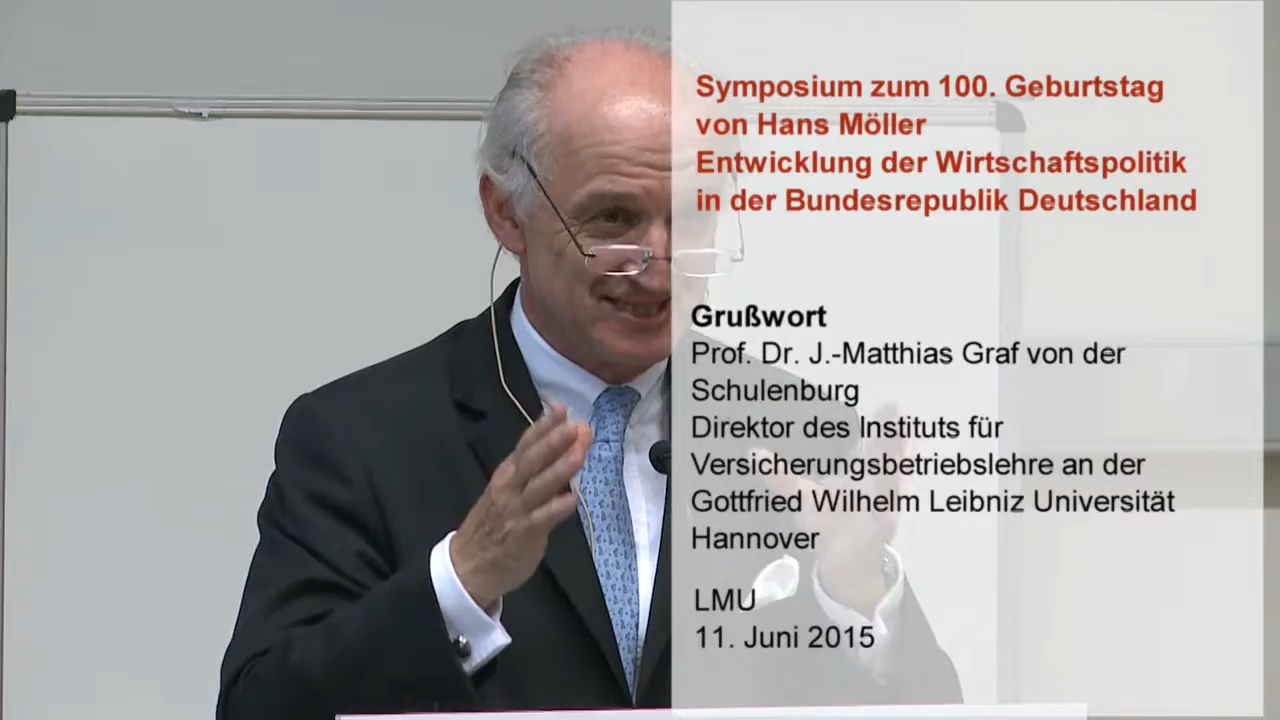 Symposium zum 100. Geburtstag
von Hans Möller
Entwicklung der Wirtschaftspolitik
in der Bundesrepublik Deutschland
Grußwort
Prof. Dr. J.-Matthias Graf von der
Schulenburg
Direktor des Instituts für
Versicherungsbetriebslehre an der
Gottfried Wilhelm Leibniz Universität
Hannover
LMU
11. Juni 2015